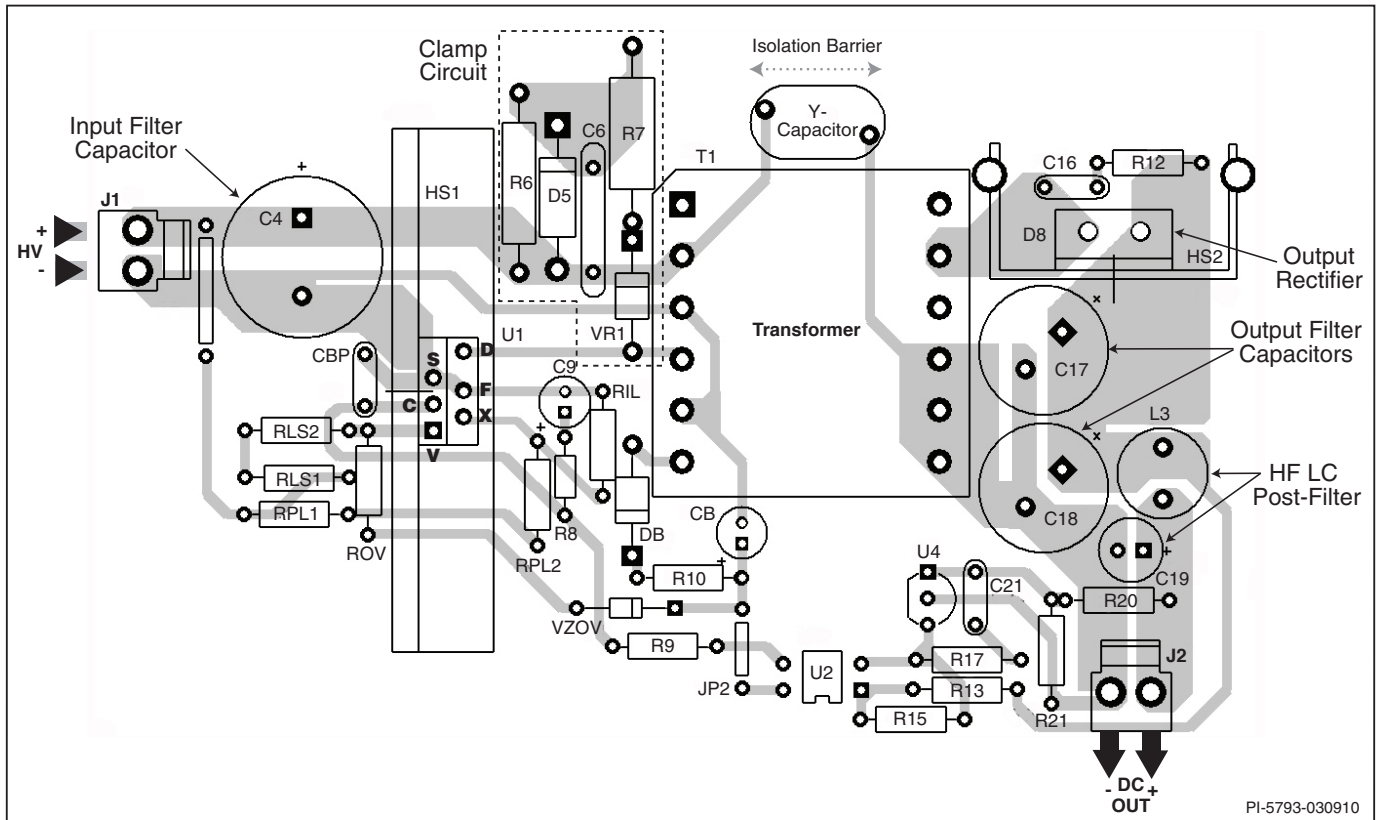 Clamp
Circuit
Isolation Barrier
Y-
Capacitor
Input Filter
Capacitor
+
C6
R7
T1
C16
R12
R6
D5
HS1
J1
C4
+
HV
-
D8
HS2
Output
Rectifier
U1
VR1
Transformer
Output Filter
Capacitors
x
CBP
S
D
C9
C17
F
RIL
C
X
L3
RLS2
+
x
V
HF LC
Post-Filter
RLS1
RPL1
C18
CB
R8
DB
ROV
RPL2
U4
+
C19
+
R10
C21
R20
VZOV
R9
J2
U2
R17
JP2
R13
R15
R21
- DC +
OUT
PI-5793-030910